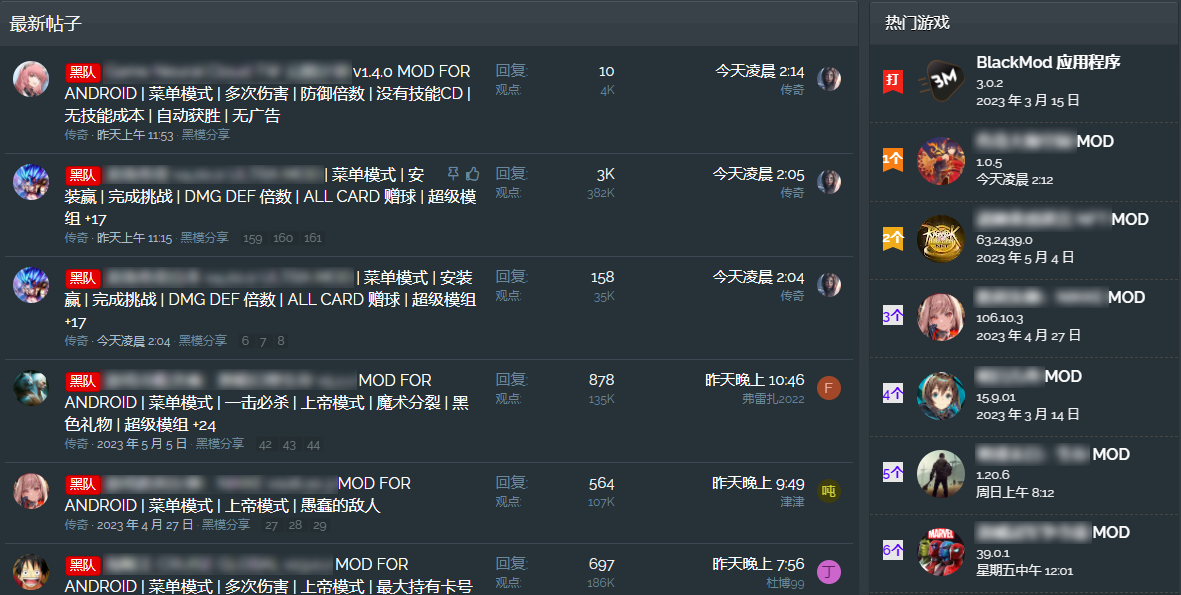 最新帖子
黑队 v1.4.0 MOD FOR
ANDROID | 菜单模式 | 多次伤害 | 防御倍数 | 没有技能CD |
无技能成本 | 自动获胜 | 无广告
传奇 · 昨天上午 11:53 · 黑模分享
回复: 10
观点: 4K
今天凌晨 2:14
传奇
黑队 | 菜单模式 | 安
装赢 | 完成挑战 | DMG DEF 倍数 | ALL CARD 赠球 | 超级模
组 +17
传奇 · 昨天上午 11:15 · 黑模分享 159 160 161
回复: 3K
观点: 382K
今天凌晨 2:05
传奇
黑队 | 菜单模式 | 安装
赢 | 完成挑战 | DMG DEF 倍数 | ALL CARD 赠球 | 超级模组
+17
传奇 · 今天凌晨 2:04 · 黑模分享 6 7 8
回复: 158
观点: 35K
今天凌晨 2:04
传奇
黑队 MOD FOR
ANDROID | 菜单模式 | 一击必杀 | 上帝模式 | 魔术分裂 | 黑
色礼物 | 超级模组 +24
传奇 · 2023 年 5 月 5 日 · 黑模分享 42 43 44
回复: 878
观点: 135K
昨天晚上 10:46
弗雷扎2022
F
黑队 MOD FOR
ANDROID | 菜单模式 | 上帝模式 | 愚蠢的敌人
传奇 · 2023 年 4 月 27 日 · 黑模分享 27 28 29
回复: 564
观点: 107K
昨天晚上 9:49
津津
吨
黑队 MOD FOR
ANDROID | 菜单模式 | 多次伤害 | 上帝模式 | 最大持有卡号
回复: 697
观点: 186K
昨天晚上 7:56
杜博99
丁
热门游戏
打
3M
BlackMod 应用程序
3.0.2
2023 年 3 月 15 日
1个
MOD
1.0.5
今天凌晨 2:12
2个
MOD
63.2439.0
2023 年 5 月 4 日
3个
MOD
106.10.3
2023 年 4 月 27 日
4个
MOD
15.9.01
2023 年 3 月 14 日
5个
MOD
1.20.6
周日上午 8:12
6个
MARVEL
MOD
39.0.1
星期五中午 12:01